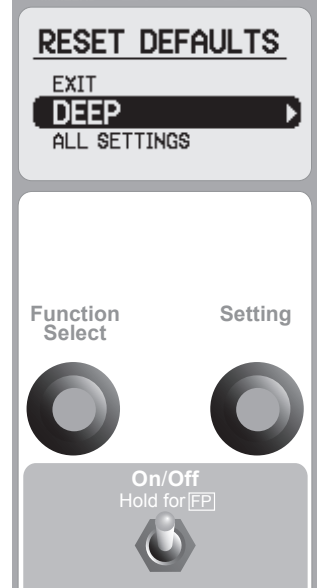 RESET DEFAULTS
EXIT
DEEP
ALL SETTINGS
Function Setting
Select
On/Off
Hold for FP